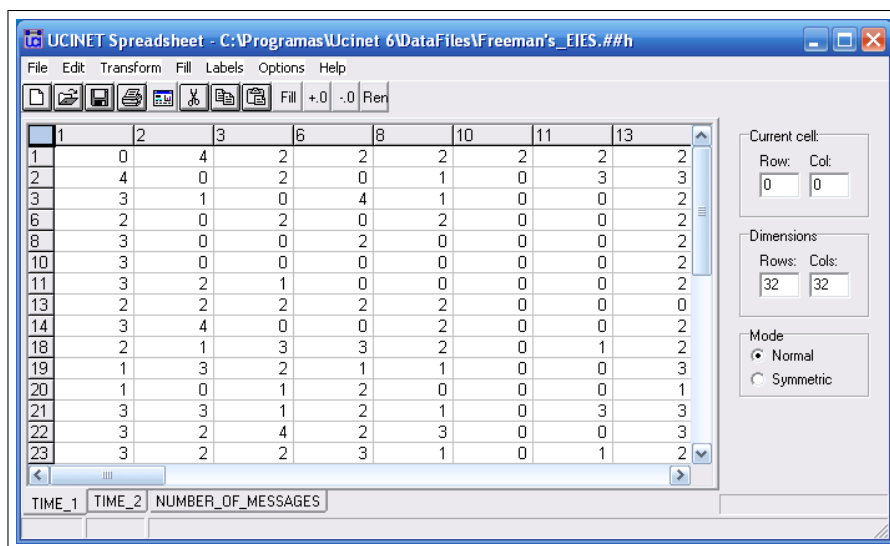 UCINET Spreadsheet - C:\Programas\Ucinet 6\DataFiles\Freeman's_EIES.##h
File Edit Transform Fill Labels Options Help
Fill +.0 -.0 Ren
1 2 3 6 8 10 11 13
1 0 4 2 2 2 2 2 2
2 4 0 2 0 1 0 3 3
3 3 1 0 4 1 0 0 2
6 2 0 2 0 2 0 0 2
8 3 0 0 2 0 0 0 2
10 3 0 0 0 0 0 0 2
11 3 2 1 0 0 0 0 2
13 2 2 2 2 2 0 0 0
14 3 4 0 0 2 0 0 2
18 2 1 3 3 2 0 1 2
19 1 3 2 1 1 0 0 3
20 1 0 1 2 0 0 0 1
21 3 3 1 2 1 0 3 3
22 3 2 4 2 3 0 0 3
23 3 2 2 3 1 0 1 2
TIME_1 TIME_2 NUMBER_OF_MESSAGES
Current cell:
Row: Col:
0 0
Dimensions
Rows: Cols:
32 32
Mode
Normal
Symmetric